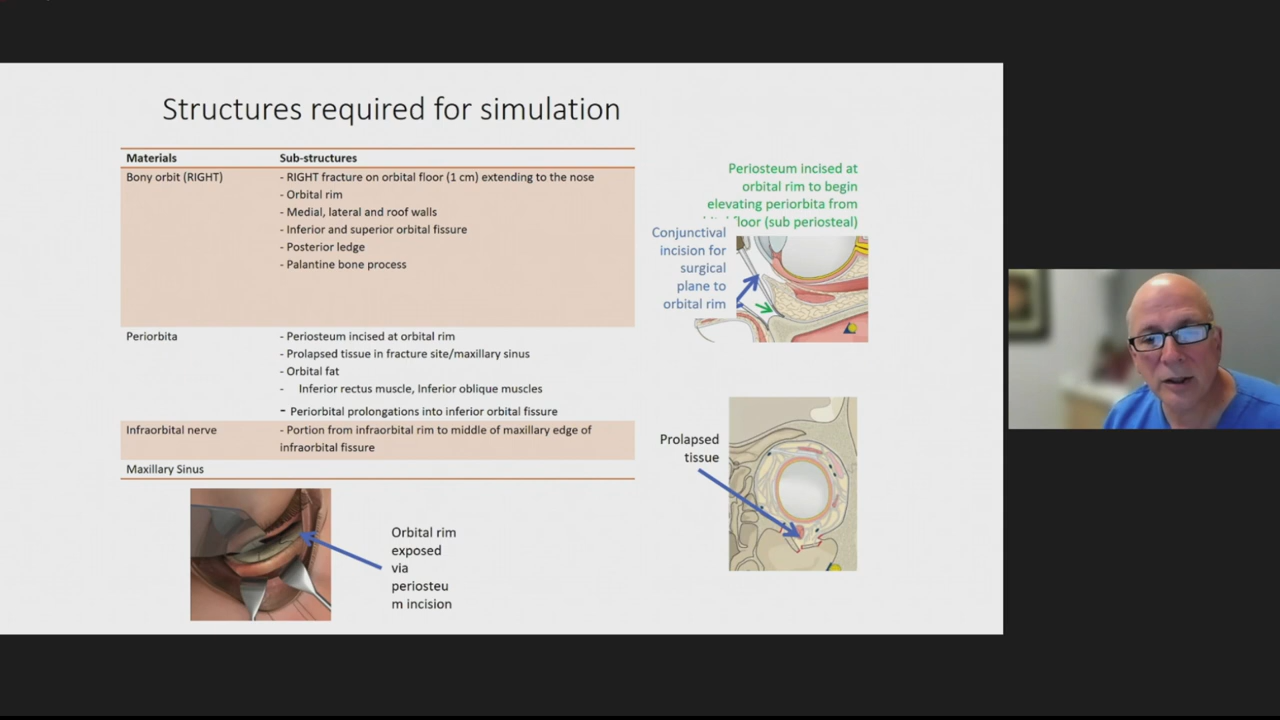 Structures required for simulation
Materials Sub-structures
Bony orbit (RIGHT) - RIGHT fracture on orbital floor (1 cm) extending to the nose
- Orbital rim
- Medial, lateral and roof walls
- Inferior and superior orbital fissure
- Posterior ledge
- Palantine bone process
Periorbita - Periosteum incised at orbital rim
- Prolapsed tissue in fracture site/maxillary sinus
- Orbital fat
- Inferior rectus muscle, Inferior oblique muscles
- Periorbital prolongations into inferior orbital fissure
Infraorbital nerve - Portion from infraorbital rim to middle of maxillary edge of
infraorbital fissure
Maxillary Sinus
Periosteum incised at
orbital rim to begin
elevating periorbita from
floor (sub periosteal)
Conjunctival
incision for
surgical
plane to
orbital rim
Prolapsed
tissue
Orbital rim
exposed
via
periosteu
m incision